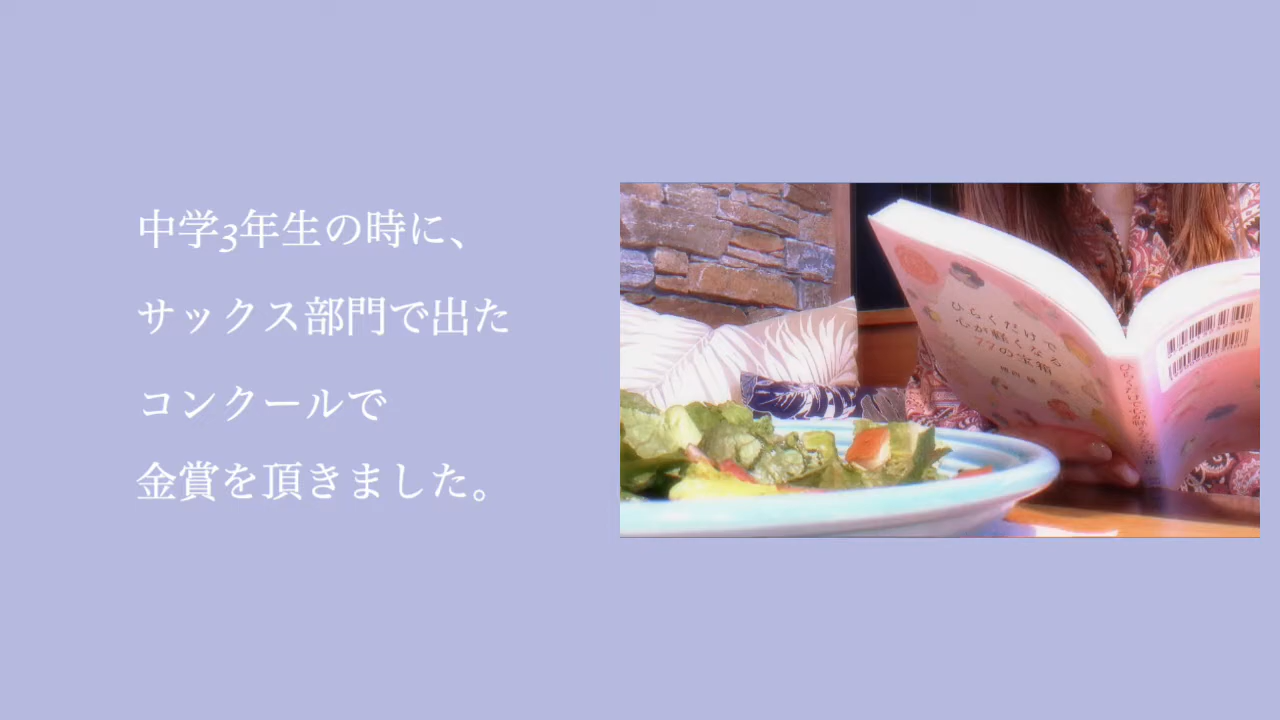 中学3年生の時に、
サックス部門で出た
コンクールで
金賞を頂きました。
ひらくだけで
心が軽くなる
77の宝箱